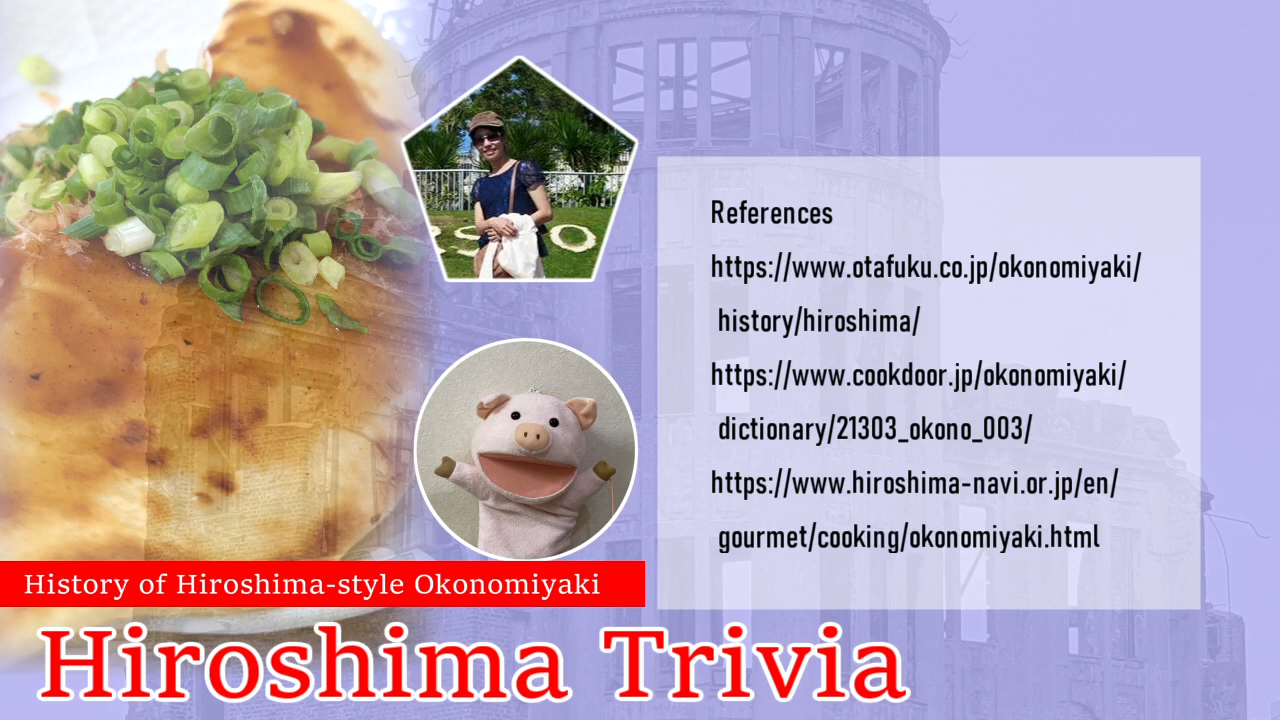 References
https://www.otafuku.co.jp/okonomiyaki/
history/hiroshima/
https://www.cookdoor.jp/okonomiyaki/
dictionary/21303_okono_003/
https://www.hiroshima-navi.or.jp/en/
gourmet/cooking/okonomiyaki.html
History of Hiroshima-style Okonomiyaki
Hiroshima Trivia